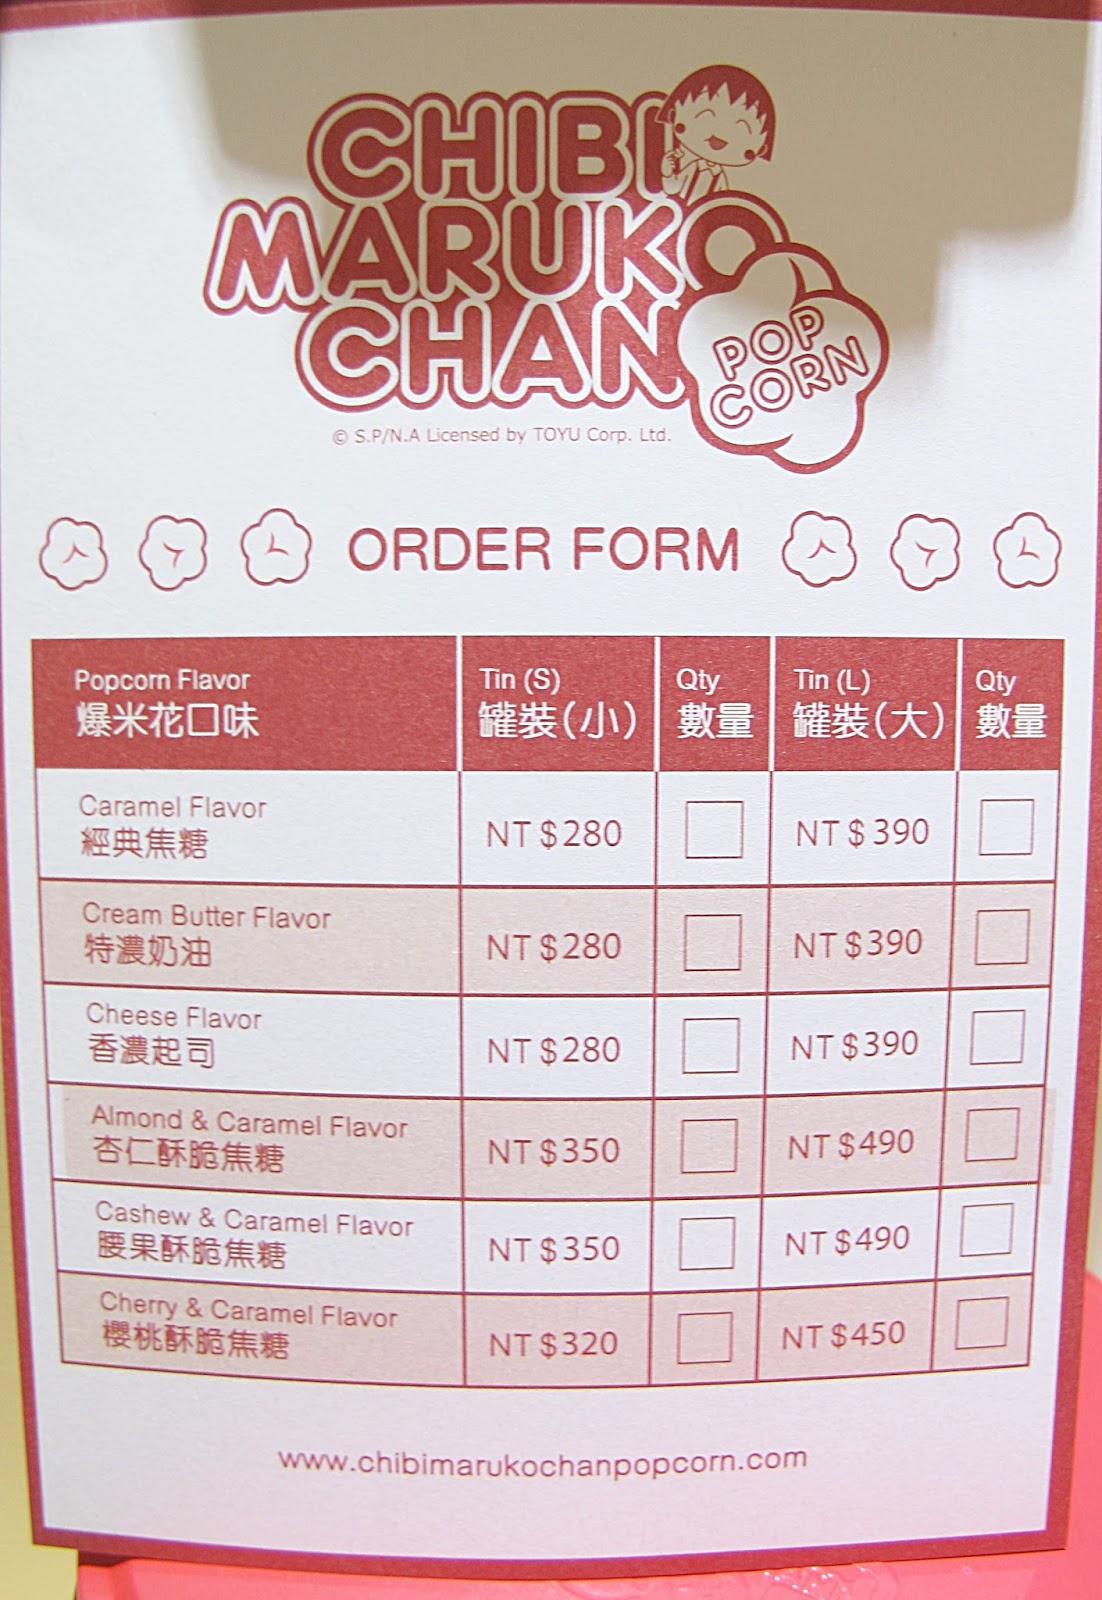 CHIBI
MARUKO
CHAN
POP
CORN
© S.P/N.A Licensed by TOYU Corp. Ltd.
ORDER FORM
Popcorn Flavor Tin (S) Qty Tin (L) Qty
爆米花口味 罐裝(小) 數量 罐裝(大) 數量
Caramel Flavor
經典焦糖 NT $280 NT $390
Cream Butter Flavor
特濃奶油 NT $280 NT $390
Cheese Flavor
香濃起司 NT $280 NT $390
Almond & Caramel Flavor
杏仁酥脆焦糖 NT $350 NT $490
Cashew & Caramel Flavor
腰果酥脆焦糖 NT $350 NT $490
Cherry & Caramel Flavor
櫻桃酥脆焦糖 NT $320 NT $450
www.chibimarukochanpopcorn.com